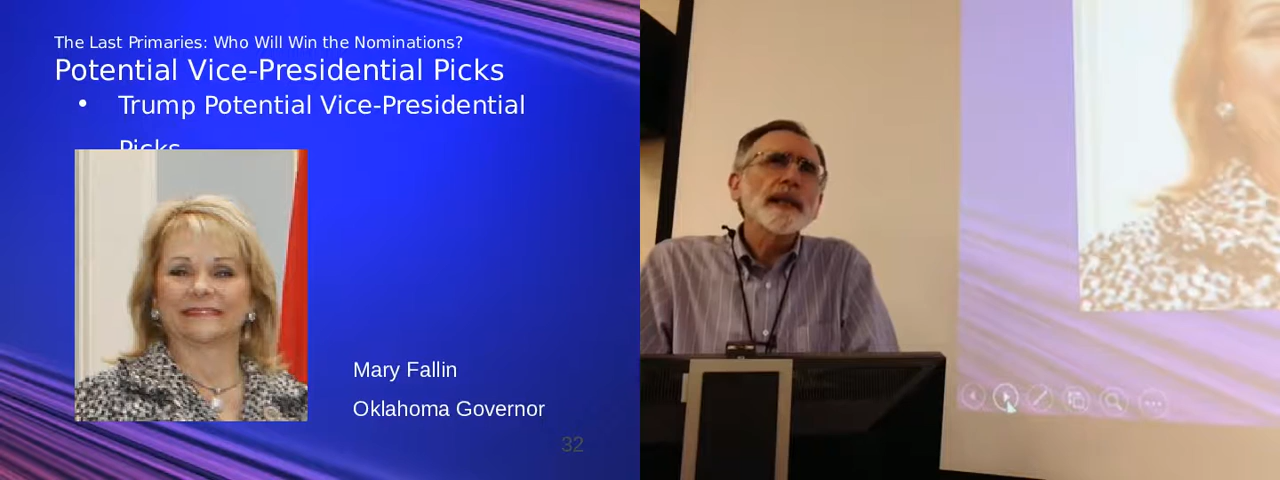 The Last Primaries: Who Will Win the Nominations?
Potential Vice-Presidential Picks
• Trump Potential Vice-Presidential
Picks
Mary Fallin
Oklahoma Governor
32